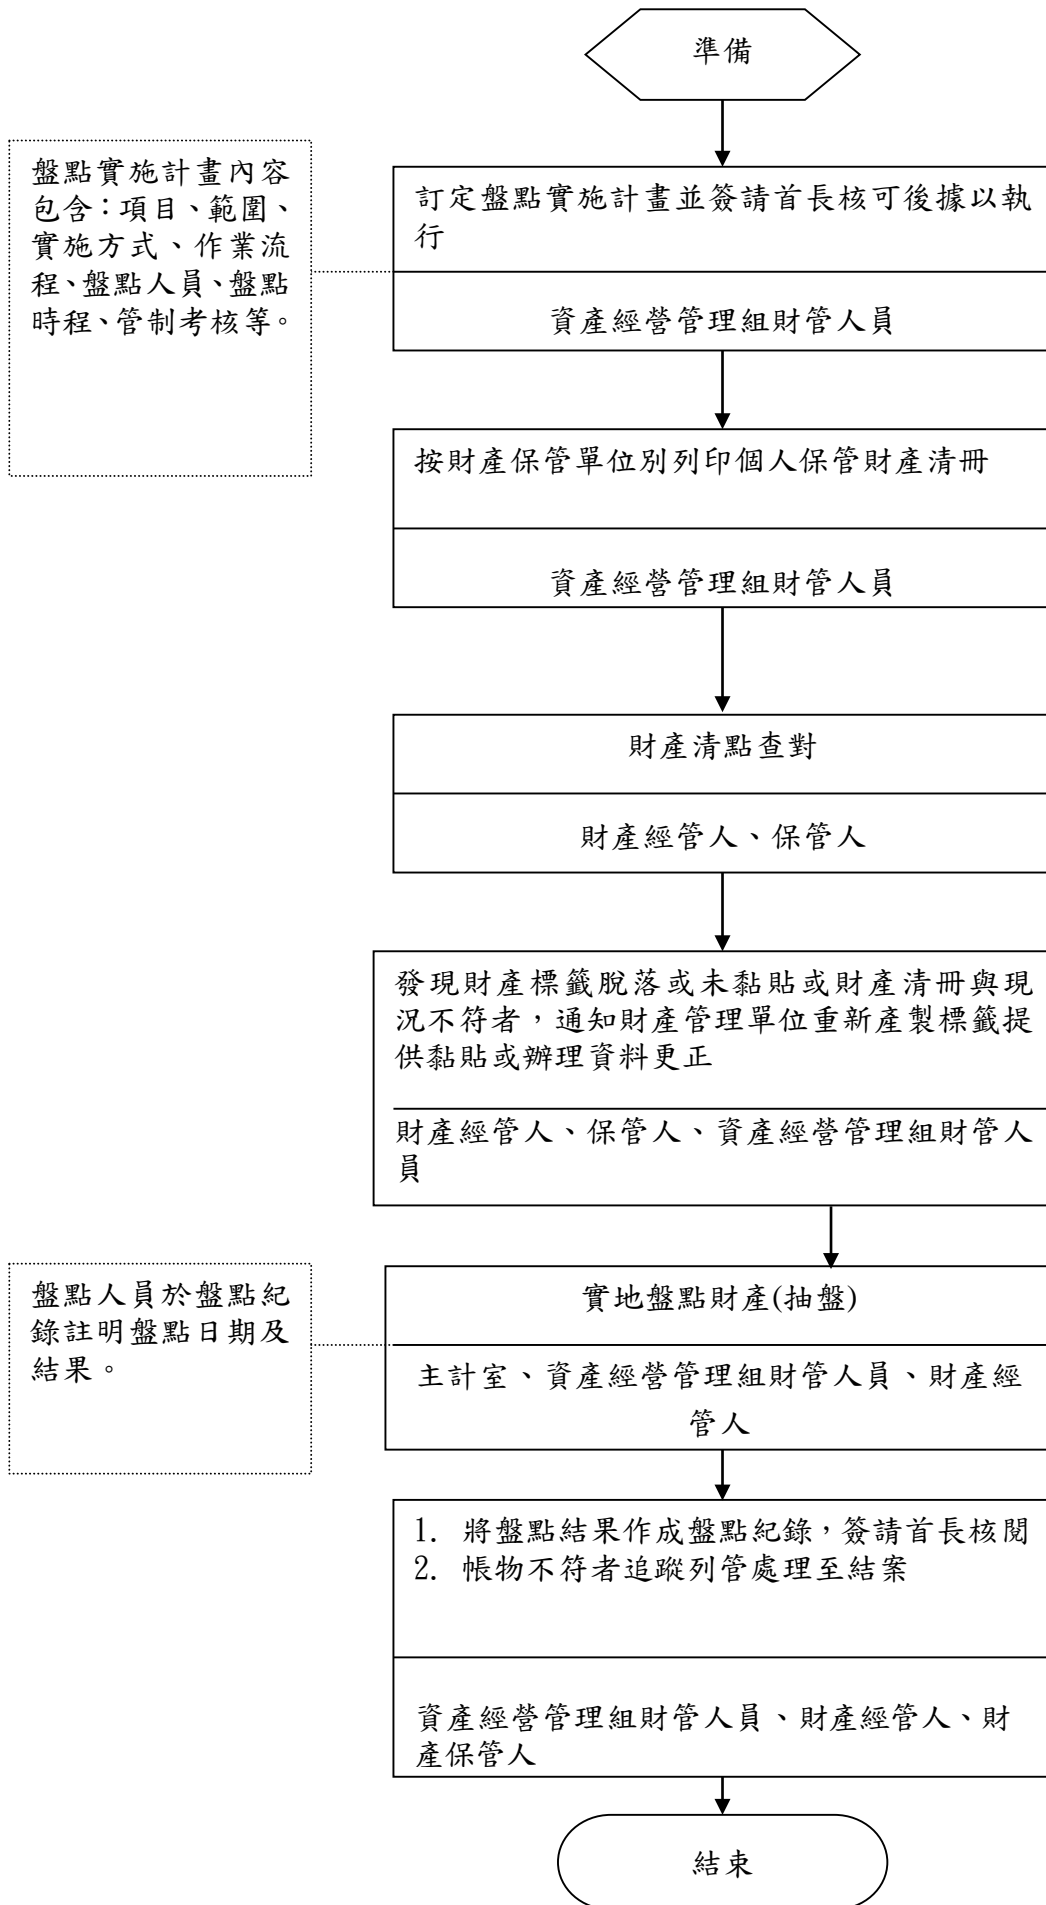 準備
盤點實施計畫內容
包含：項目、範圍、
實施方式、作業流
程、盤點人員、盤點
時程、管制考核等。
訂定盤點實施計畫並簽請首長核可後據以執
行
資產經營管理組財管人員
按財產保管單位別列印個人保管財產清冊
資產經營管理組財管人員
財產清點查對
財產經管人、保管人
發現財產標籤脫落或未黏貼或財產清冊與現
況不符者，通知財產管理單位重新產製標籤提
供黏貼或辦理資料更正
財產經管人、保管人、資產經營管理組財管人
員
盤點人員於盤點紀
錄註明盤點日期及
結果。
實地盤點財產(抽盤)
主計室、資產經營管理組財管人員、財產經
管人
1. 將盤點結果作成盤點紀錄，簽請首長核閱
2. 帳物不符者追蹤列管處理至結案
資產經營管理組財管人員、財產經管人、財
產保管人
結束